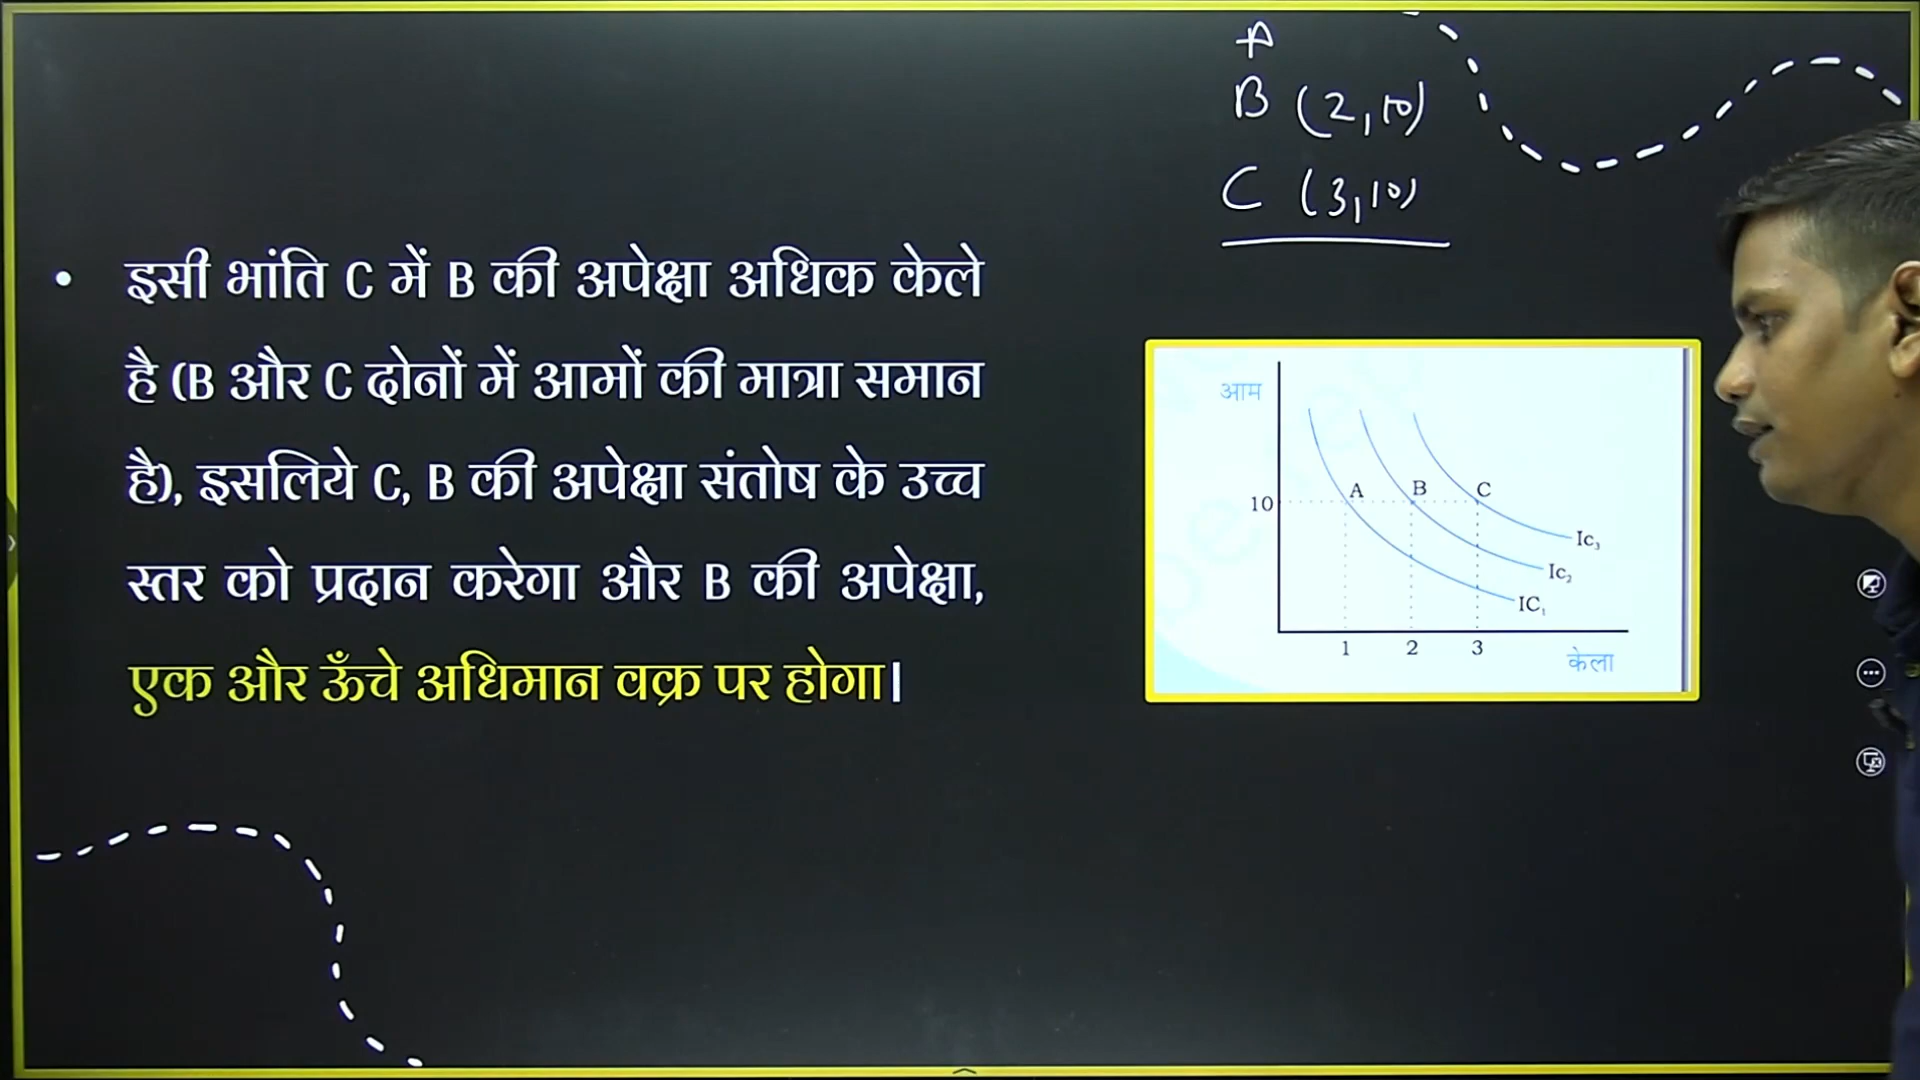 A
B (2,10)
C (3,10)
• इसी भांति C में B की अपेक्षा अधिक केले
है (B और C दोनों में आमों की मात्रा समान
है), इसलिये C, B की अपेक्षा संतोष के उच्च
स्तर को प्रदान करेगा और B की अपेक्षा,
एक और ऊँचे अधिमान वक्र पर होगा।
आम
A B C
10
Ic₃
Ic₂
IC₁
1 2 3
केला